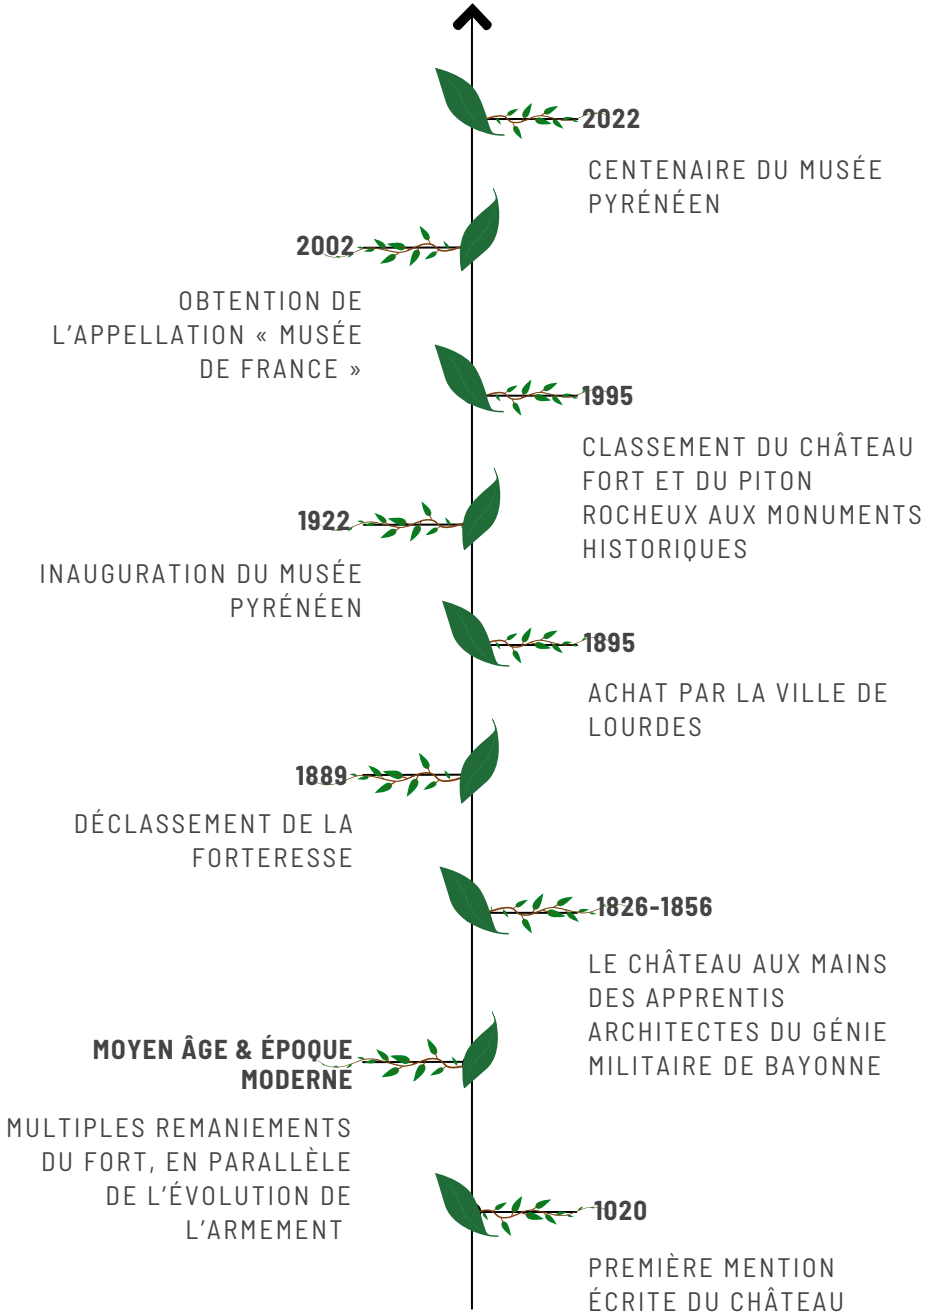 2022
CENTENAIRE DU MUSÉE
PYRÉNÉEN
2002
OBTENTION DE
L'APPELLATION « MUSÉE
DE FRANCE »
1995
CLASSEMENT DU CHÂTEAU
FORT ET DU PITON
ROCHEUX AUX MONUMENTS
HISTORIQUES
1922
INAUGURATION DU MUSÉE
PYRÉNÉEN
1895
ACHAT PAR LA VILLE DE
LOURDES
1889
DÉCLASSEMENT DE LA
FORTERESSE
1826-1856
LE CHÂTEAU AUX MAINS
DES APPRENTIS
ARCHITECTES DU GÉNIE
MILITAIRE DE BAYONNE
MOYEN ÂGE & ÉPOQUE
MODERNE
MULTIPLES REMANIEMENTS
DU FORT, EN PARALLÈLE
DE L'ÉVOLUTION DE
L'ARMEMENT
1020
PREMIÈRE MENTION
ÉCRITE DU CHÂTEAU